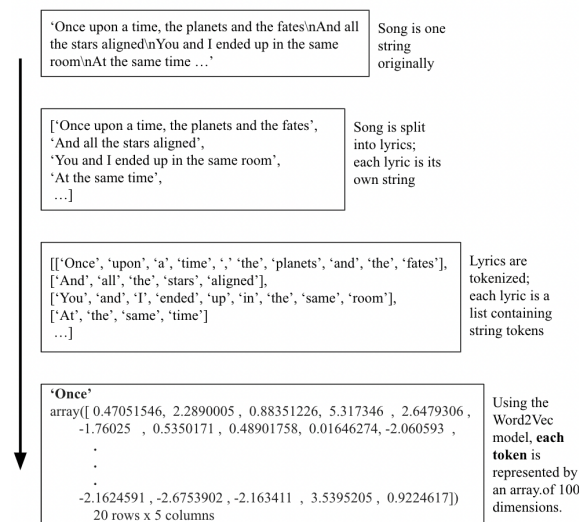 ‘Once upon a time, the planets and the fates\nAnd all
the stars aligned\nYou and I ended up in the same
room\nAt the same time …’
Song is one
string
originally
[‘Once upon a time, the planets and the fates’,
‘And all the stars aligned’,
‘You and I ended up in the same room’,
‘At the same time’,
…]
Song is split
into lyrics;
each lyric is its
own string
[[‘Once’, ‘upon’, ‘a’, ‘time’, ‘,’ ‘the’, ‘planets’, ‘and’, ‘the’, ‘fates’],
[‘And’, ‘all’, ‘the’, ‘stars’, ‘aligned’],
[‘You’, ‘and’, ‘I’, ‘ended’, ‘up’, ‘in’, ‘the’, ‘same’, ‘room’],
[‘At’, ‘the’, ‘same’, ‘time’]
…]
Lyrics are
tokenized;
each lyric is a
list containing
string tokens
‘Once’
array([ 0.47051546, 2.2890005 , 0.88351226, 5.317346 , 2.6479306 ,
-1.76025 , 0.5350171 , 0.48901758, 0.01646274, -2.060593 ,
.
.
.
-2.1624591 , -2.6753902 , -2.163411 , 3.5395205 , 0.9224617])
20 rows x 5 columns
Using the
Word2Vec
model, each
token is
represented by
an array.of 100
dimensions.